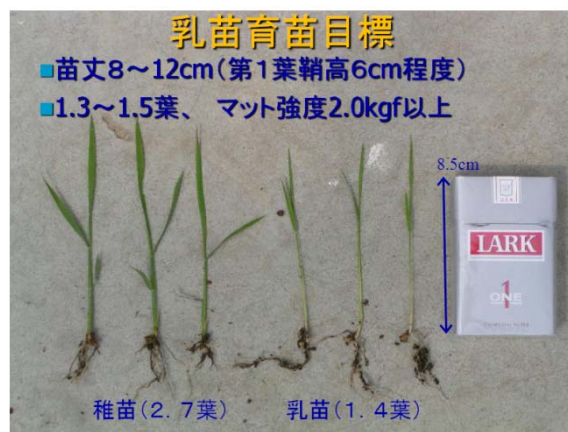 乳苗育苗目標
■苗丈8～12cm(第1葉鞘高6cm程度)
■1.3～1.5葉、 マット強度2.0kgf以上
8.5cm
LARK
1
ONE
稚苗(2.7葉)
乳苗(1.4葉)